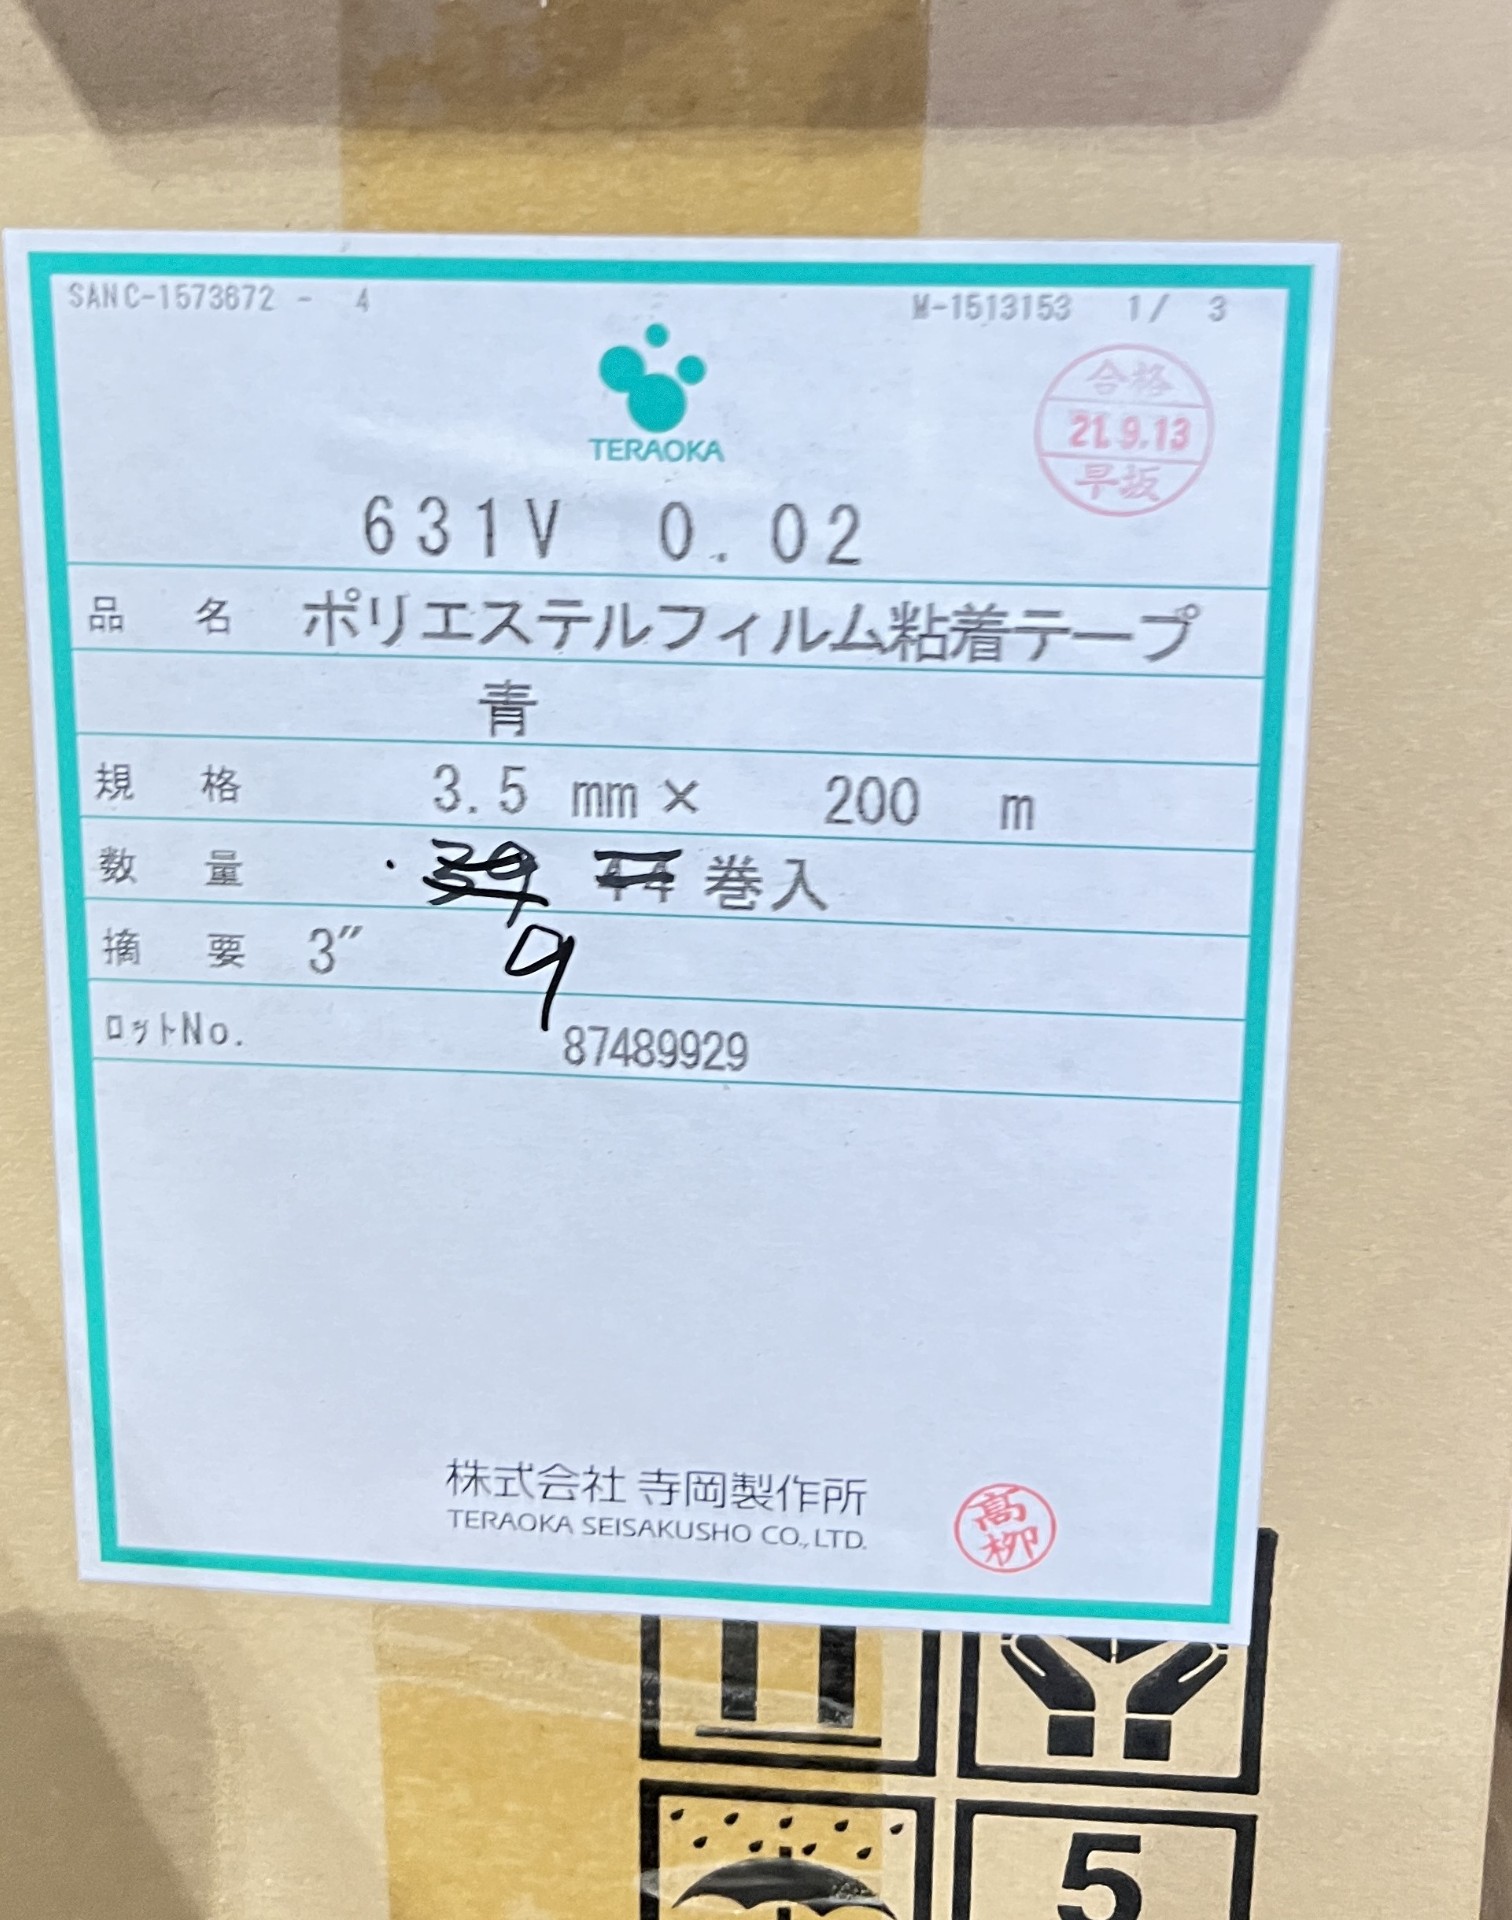 SANC-1573672 - 4
M-1513153 1/ 3
合格
21.9.13
早坂
TERAOKA
631V 0.02
品 名 ポリエステルフィルム粘着テープ
青
規 格 3.5 mm × 200 m
数 量 39 44 巻入
9
摘 要 3″
ロットNo. 87489929
株式会社 寺岡製作所
TERAOKA SEISAKUSHO CO.,LTD.
高柳
5